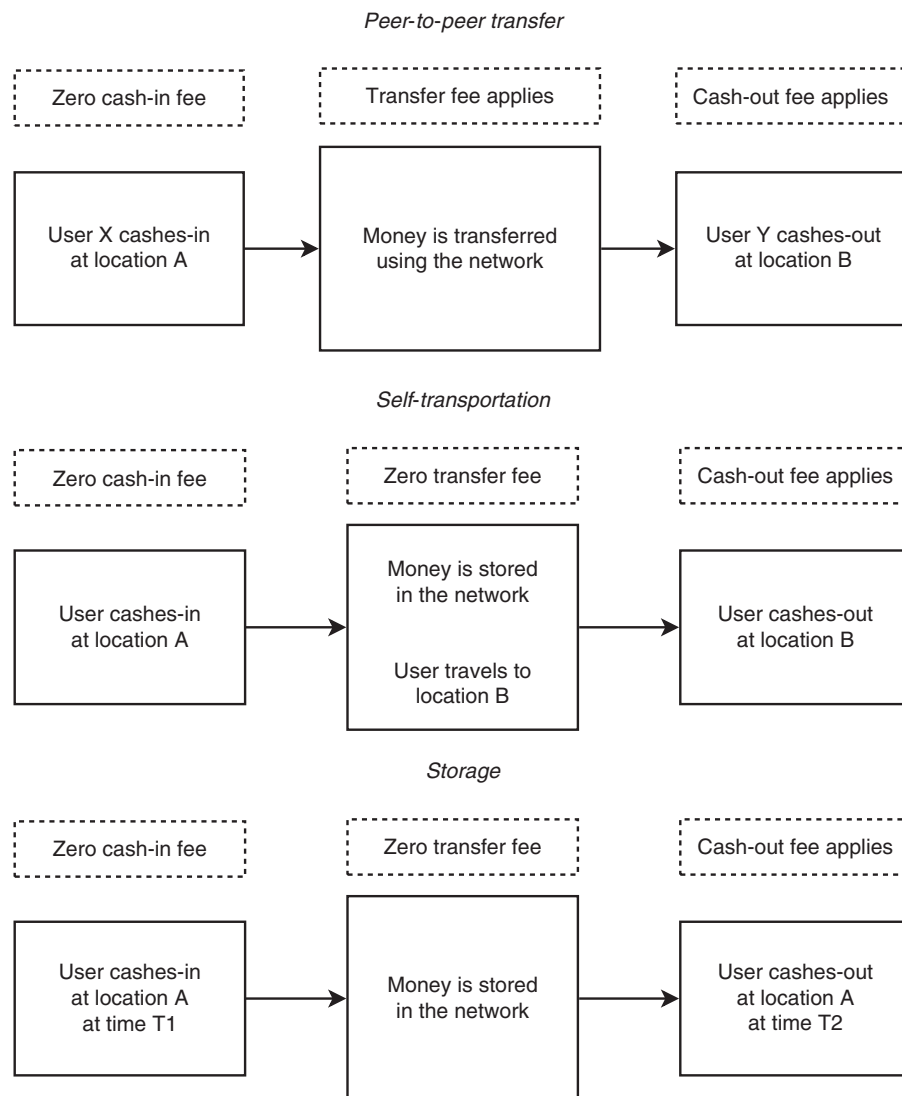 Peer-to-peer transfer
Zero cash-in fee
Transfer fee applies
Cash-out fee applies
User X cashes-in
at location A
Money is transferred
using the network
User Y cashes-out
at location B
Self-transportation
Zero cash-in fee
Zero transfer fee
Cash-out fee applies
User cashes-in
at location A
Money is stored
in the network
User travels to
location B
User cashes-out
at location B
Storage
Zero cash-in fee
Zero transfer fee
Cash-out fee applies
User cashes-in
at location A
at time T1
Money is stored
in the network
User cashes-out
at location A
at time T2